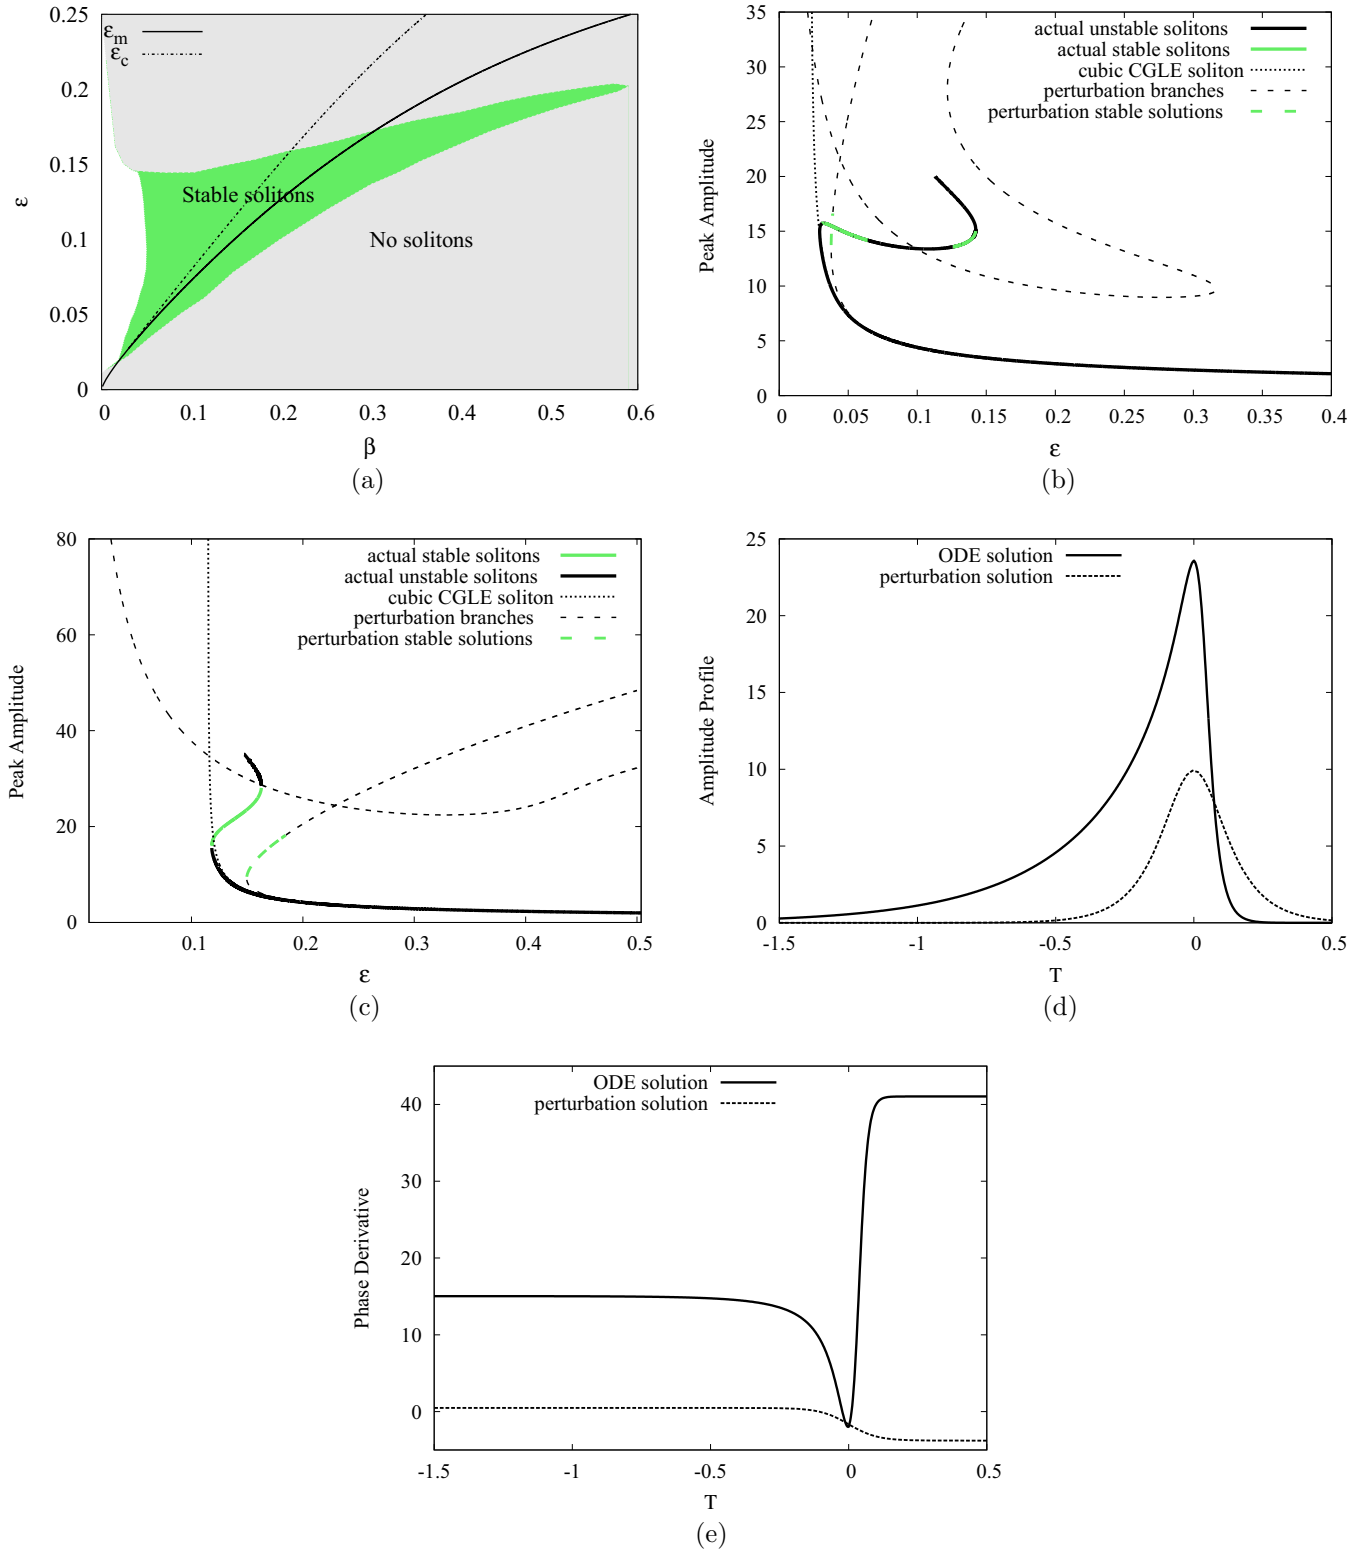 0.25
0.2
0.15
0.1
0.05
0
ε
εm
εc
Stable solitons
No solitons
0 0.1 0.2 0.3 0.4 0.5 0.6
β
(a)
35
30
25
20
15
10
5
0
Peak Amplitude
actual unstable solitons
actual stable solitons
cubic CGLE soliton
perturbation branches
perturbation stable solutions
0 0.05 0.1 0.15 0.2 0.25 0.3 0.35 0.4
ε
(b)
80
60
40
20
0
Peak Amplitude
actual stable solitons
actual unstable solitons
cubic CGLE soliton
perturbation branches
perturbation stable solutions
0.1 0.2 0.3 0.4 0.5
ε
(c)
25
20
15
10
5
0
Amplitude Profile
ODE solution
perturbation solution
-1.5 -1 -0.5 0 0.5
T
(d)
40
30
20
10
0
Phase Derivative
ODE solution
perturbation solution
-1.5 -1 -0.5 0 0.5
T
(e)